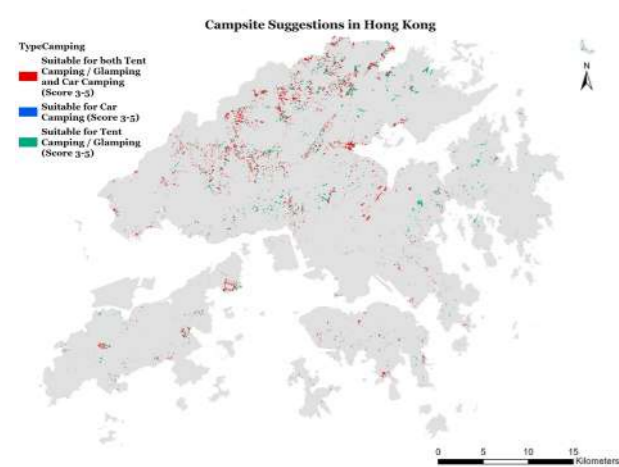 Campsite Suggestions in Hong Kong
TypeCamping
Suitable for both Tent
Camping / Glamping
and Car Camping
(Score 3-5)
Suitable for Car
Camping (Score 3-5)
Suitable for Tent
Camping / Glamping
(Score 3-5)
N
0 5 10 15
Kilometers